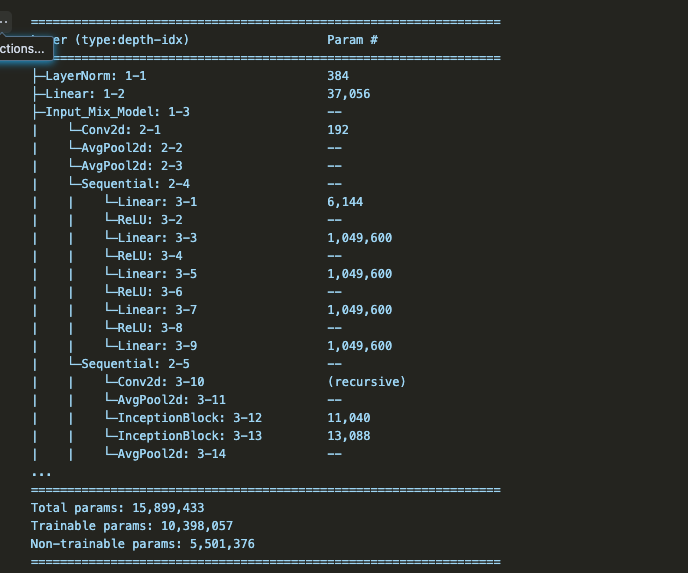 =================================================================
er (type:depth-idx)                   Param #
ctions...
=================================================================
├─LayerNorm: 1-1                         384
├─Linear: 1-2                            37,056
├─Input_Mix_Model: 1-3                   --
|    └─Conv2d: 2-1                       192
|    └─AvgPool2d: 2-2                    --
|    └─AvgPool2d: 2-3                    --
|    └─Sequential: 2-4                   --
|    |    └─Linear: 3-1                  6,144
|    |    └─ReLU: 3-2                    --
|    |    └─Linear: 3-3                  1,049,600
|    |    └─ReLU: 3-4                    --
|    |    └─Linear: 3-5                  1,049,600
|    |    └─ReLU: 3-6                    --
|    |    └─Linear: 3-7                  1,049,600
|    |    └─ReLU: 3-8                    --
|    |    └─Linear: 3-9                  1,049,600
|    └─Sequential: 2-5                   --
|    |    └─Conv2d: 3-10                 (recursive)
|    |    └─AvgPool2d: 3-11              --
|    |    └─InceptionBlock: 3-12         11,040
|    |    └─InceptionBlock: 3-13         13,088
|    |    └─AvgPool2d: 3-14              --
...
=================================================================
Total params: 15,899,433
Trainable params: 10,398,057
Non-trainable params: 5,501,376
=================================================================